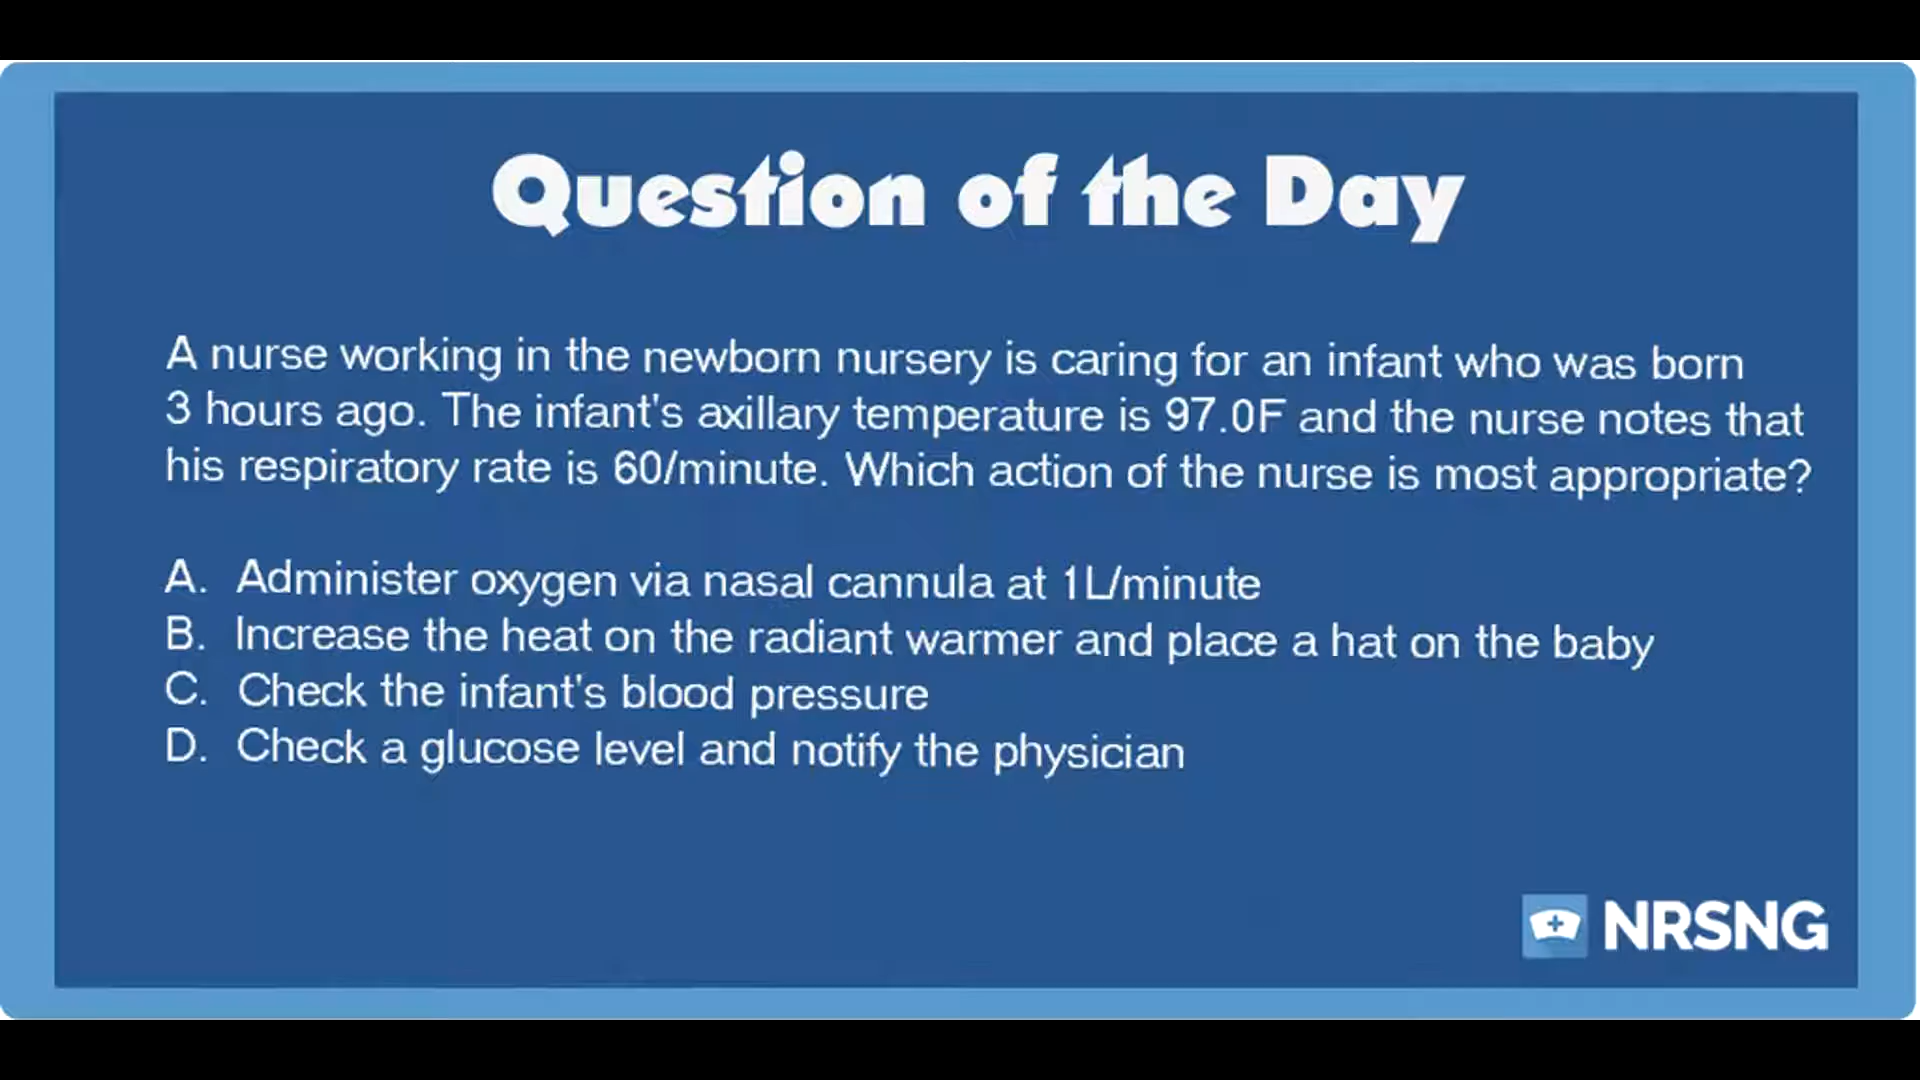 Question of the Day
A nurse working in the newborn nursery is caring for an infant who was born
3 hours ago. The infant's axillary temperature is 97.0F and the nurse notes that
his respiratory rate is 60/minute. Which action of the nurse is most appropriate?
A. Administer oxygen via nasal cannula at 1L/minute
B. Increase the heat on the radiant warmer and place a hat on the baby
C. Check the infant's blood pressure
D. Check a glucose level and notify the physician
NRSNG